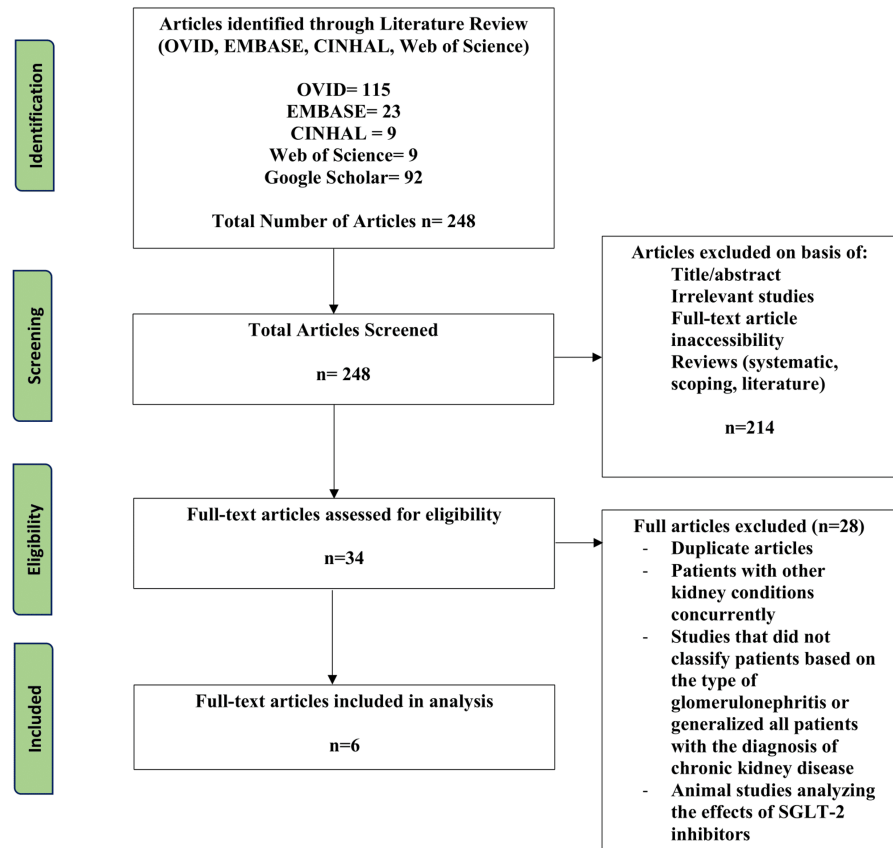 Identification
Articles identified through Literature Review
(OVID, EMBASE, CINHAL, Web of Science)
OVID= 115
EMBASE= 23
CINHAL = 9
Web of Science= 9
Google Scholar= 92
Total Number of Articles n= 248
Screening
Total Articles Screened
n= 248
Articles excluded on basis of:
Title/abstract
Irrelevant studies
Full-text article
inaccessibility
Reviews (systematic,
scoping, literature)
n=214
Eligibility
Full-text articles assessed for eligibility
n=34
Full articles excluded (n=28)
- Duplicate articles
- Patients with other
kidney conditions
concurrently
- Studies that did not
classify patients based on
the type of
glomerulonephritis or
generalized all patients
with the diagnosis of
chronic kidney disease
- Animal studies analyzing
the effects of SGLT-2
inhibitors
Included
Full-text articles included in analysis
n=6